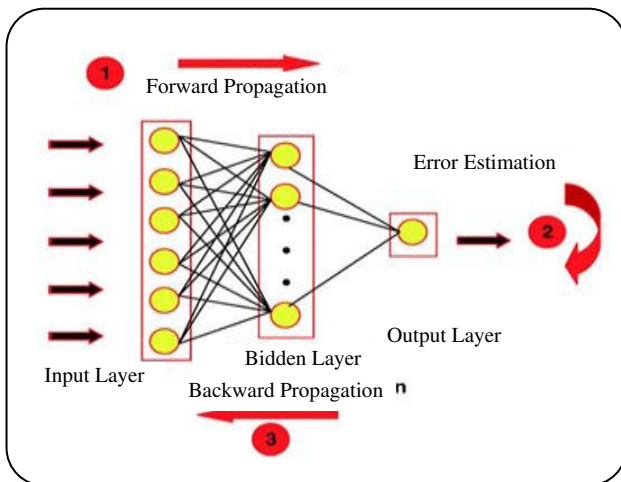 1
Forward Propagation
Error Estimation
2
Output Layer
Bidden Layer
Input Layer
Backward Propagation n
3